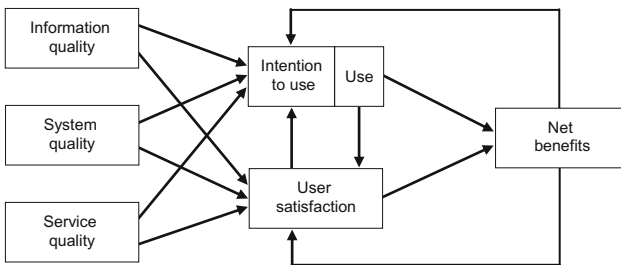 Information
quality
Intention
to use
Use
System
quality
Net
benefits
User
satisfaction
Service
quality